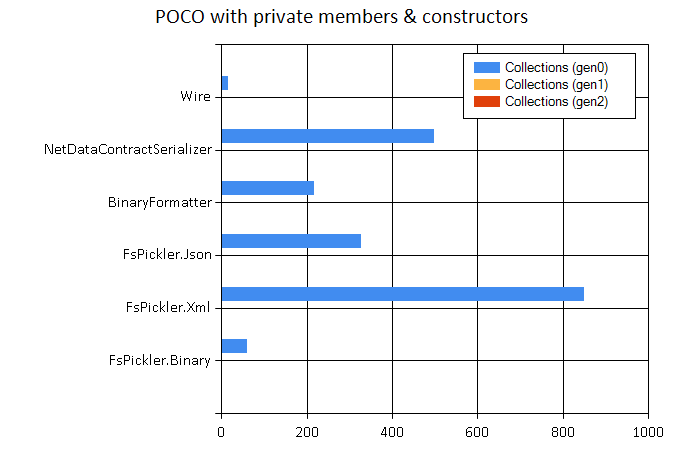 POCO with private members & constructors
Collections (gen0)
Collections (gen1)
Collections (gen2)
Wire
NetDataContractSerializer
BinaryFormatter
FsPickler.Json
FsPickler.Xml
FsPickler.Binary
0 200 400 600 800 1000